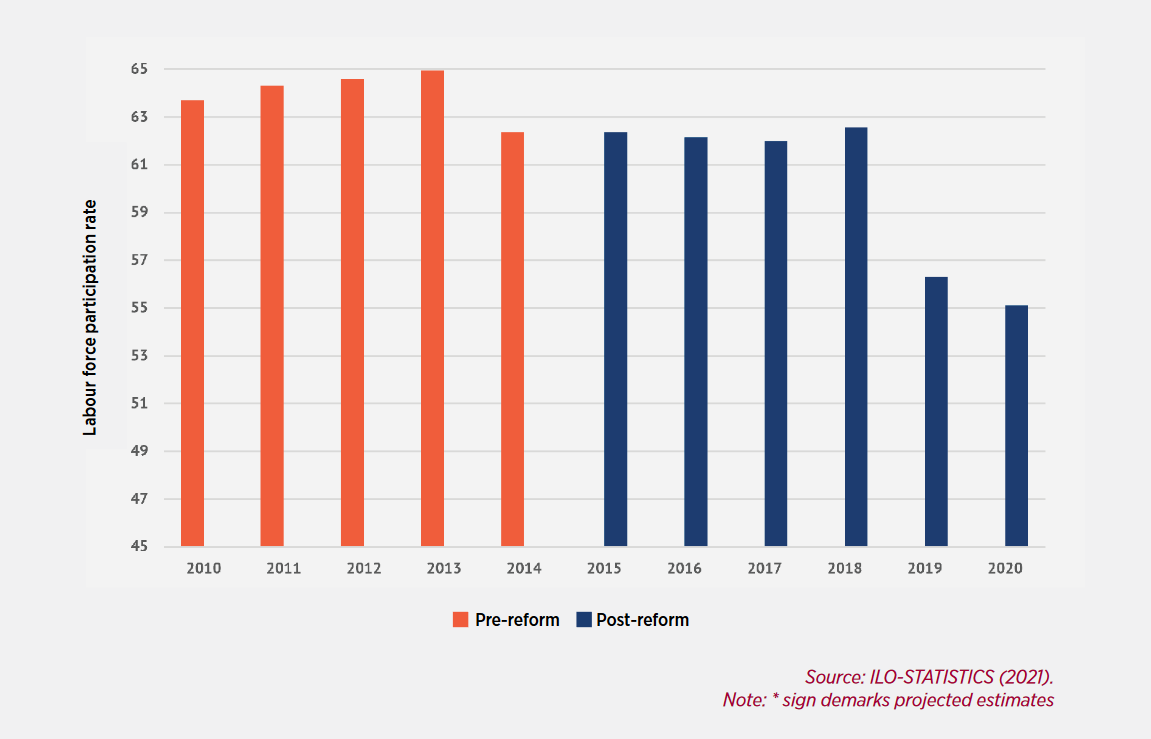 Labour force participation rate
65
63
61
59
57
55
53
51
49
47
45
2010 2011 2012 2013 2014 2015 2016 2017 2018 2019 2020
Pre-reform Post-reform
Source: ILO-STATISTICS (2021).
Note: * sign demarks projected estimates